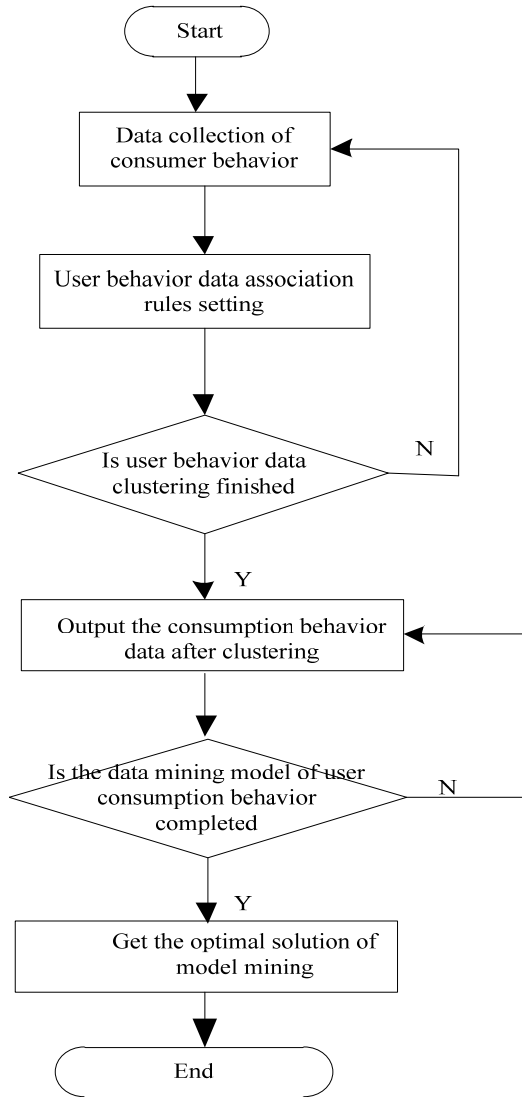 Start
Data collection of
consumer behavior
User behavior data association
rules setting
Is user behavior data
clustering finished
N
Y
Output the consumption behavior
data after clustering
Is the data mining model of user
consumption behavior
completed
N
Y
Get the optimal solution of
model mining
End